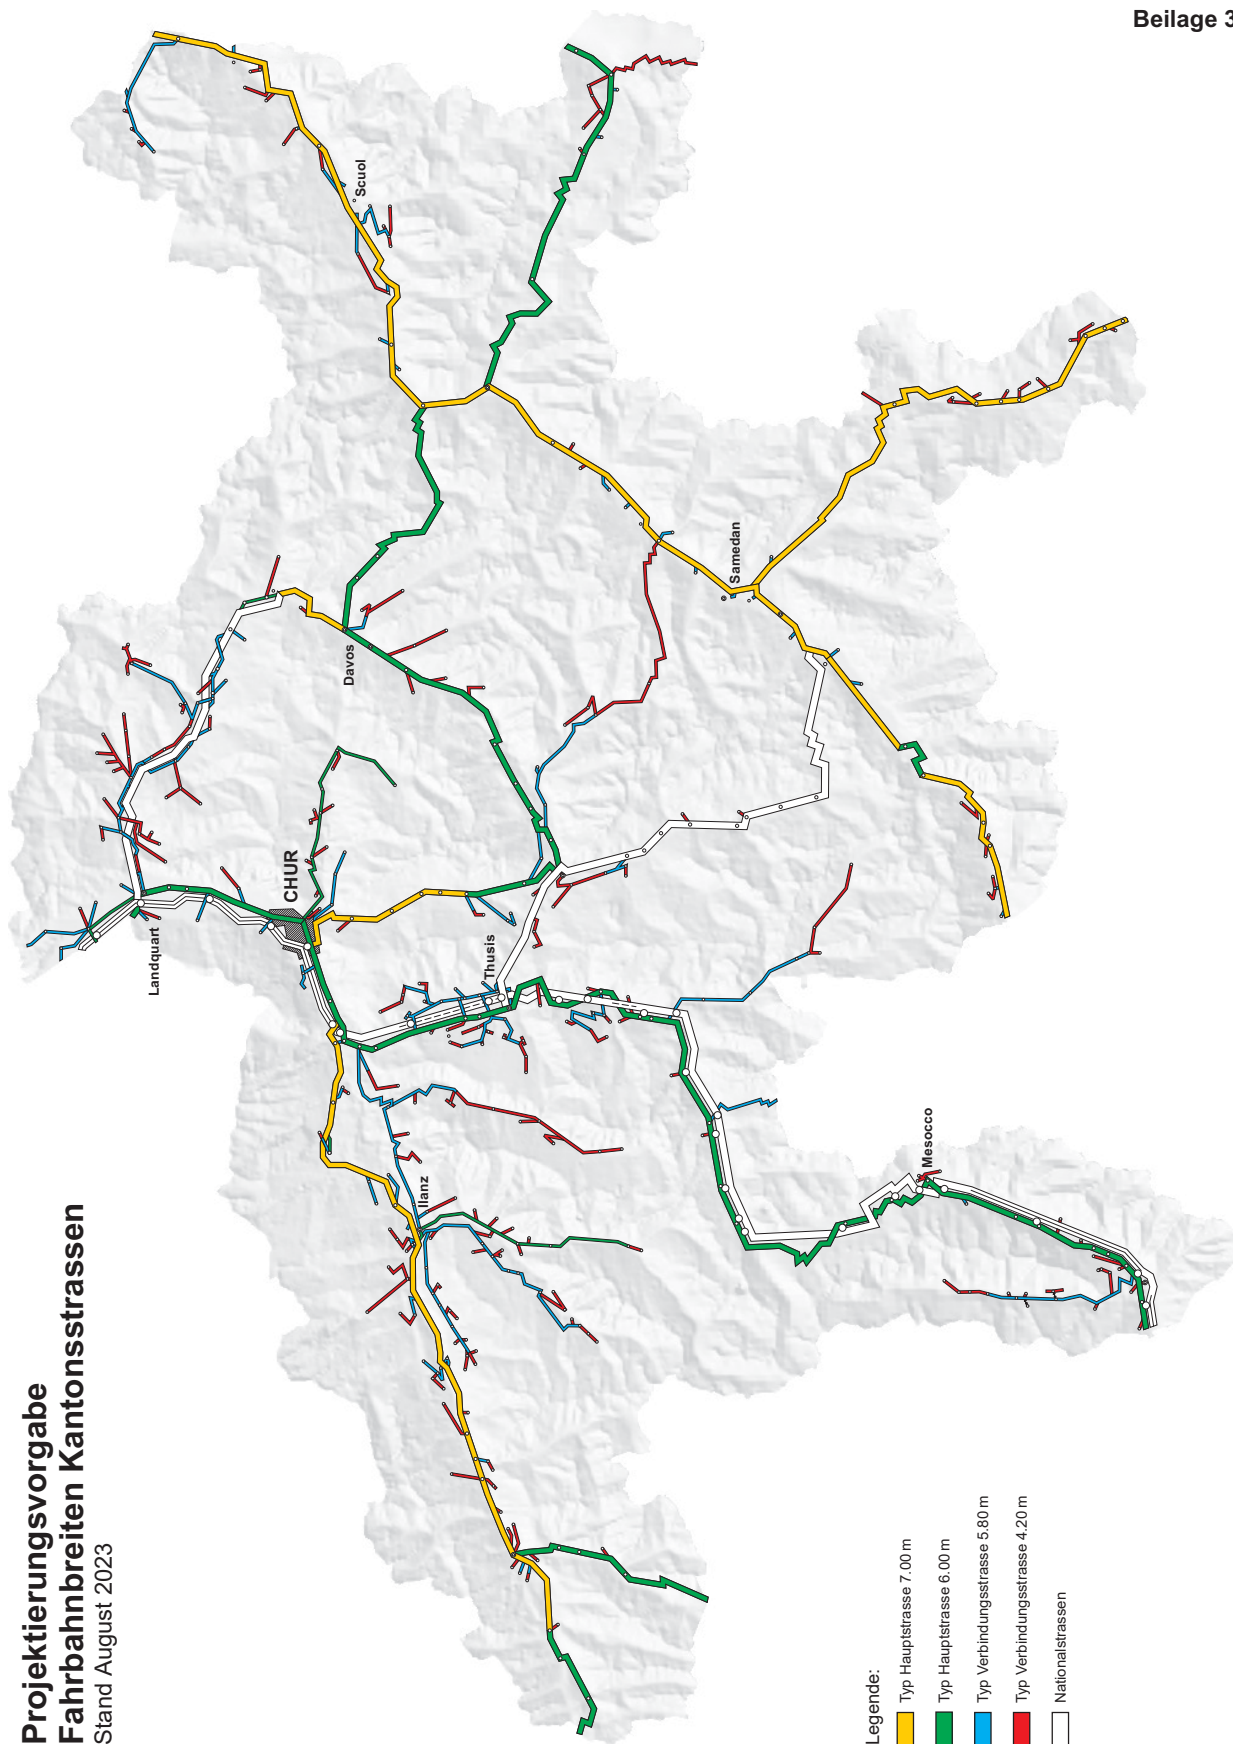 Beilage 3
Projektierungsvorgabe
Fahrbahnbreiten Kantonsstrassen
Stand August 2023
Scuol
Samedan
Davos
CHUR
Landquart
Thusis
Ilanz
Mesocco
Legende:
Typ Hauptstrasse 7.00 m
Typ Hauptstrasse 6.00 m
Typ Verbindungsstrasse 5.80 m
Typ Verbindungsstrasse 4.20 m
Nationalstrassen